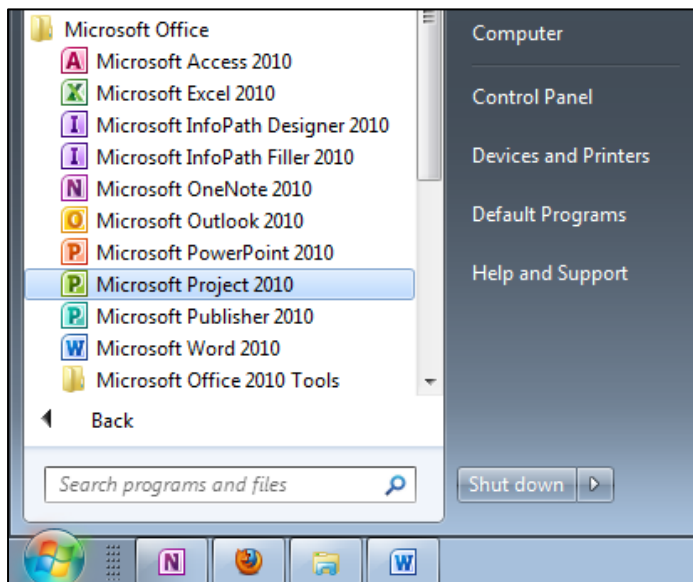 Microsoft Office
Microsoft Access 2010
Microsoft Excel 2010
Microsoft InfoPath Designer 2010
Microsoft InfoPath Filler 2010
Microsoft OneNote 2010
Microsoft Outlook 2010
Microsoft PowerPoint 2010
Microsoft Project 2010
Microsoft Publisher 2010
Microsoft Word 2010
Microsoft Office 2010 Tools
Back
Search programs and files
Computer
Control Panel
Devices and Printers
Default Programs
Help and Support
Shut down